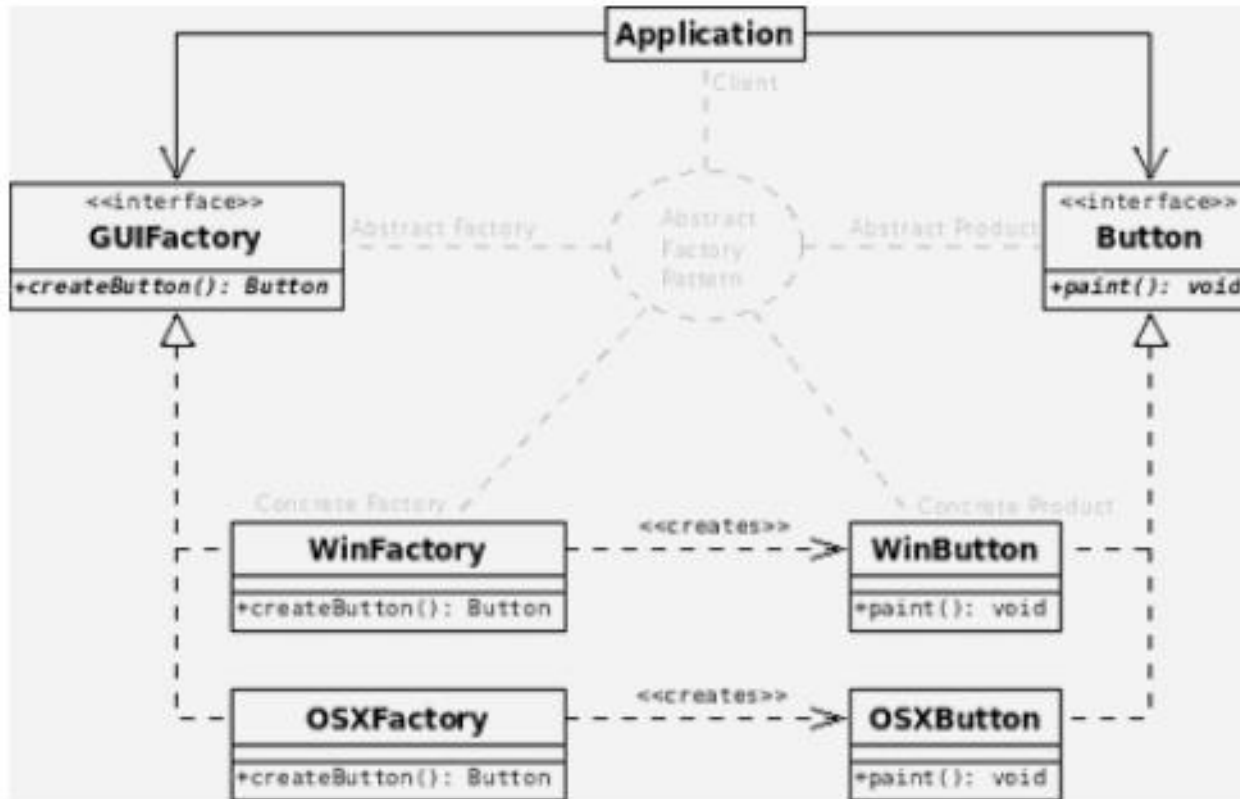 Application
Client
<<interface>>
GUIFactory
+createButton(): Button
Abstract Factory
Abstract
Factory
Pattern
Abstract Product
<<interface>>
Button
+paint(): void
Concrete Factory
Concrete Product
WinFactory
+createButton(): Button
<<creates>>
WinButton
+paint(): void
OSXFactory
+createButton(): Button
<<creates>>
OSXButton
+paint(): void